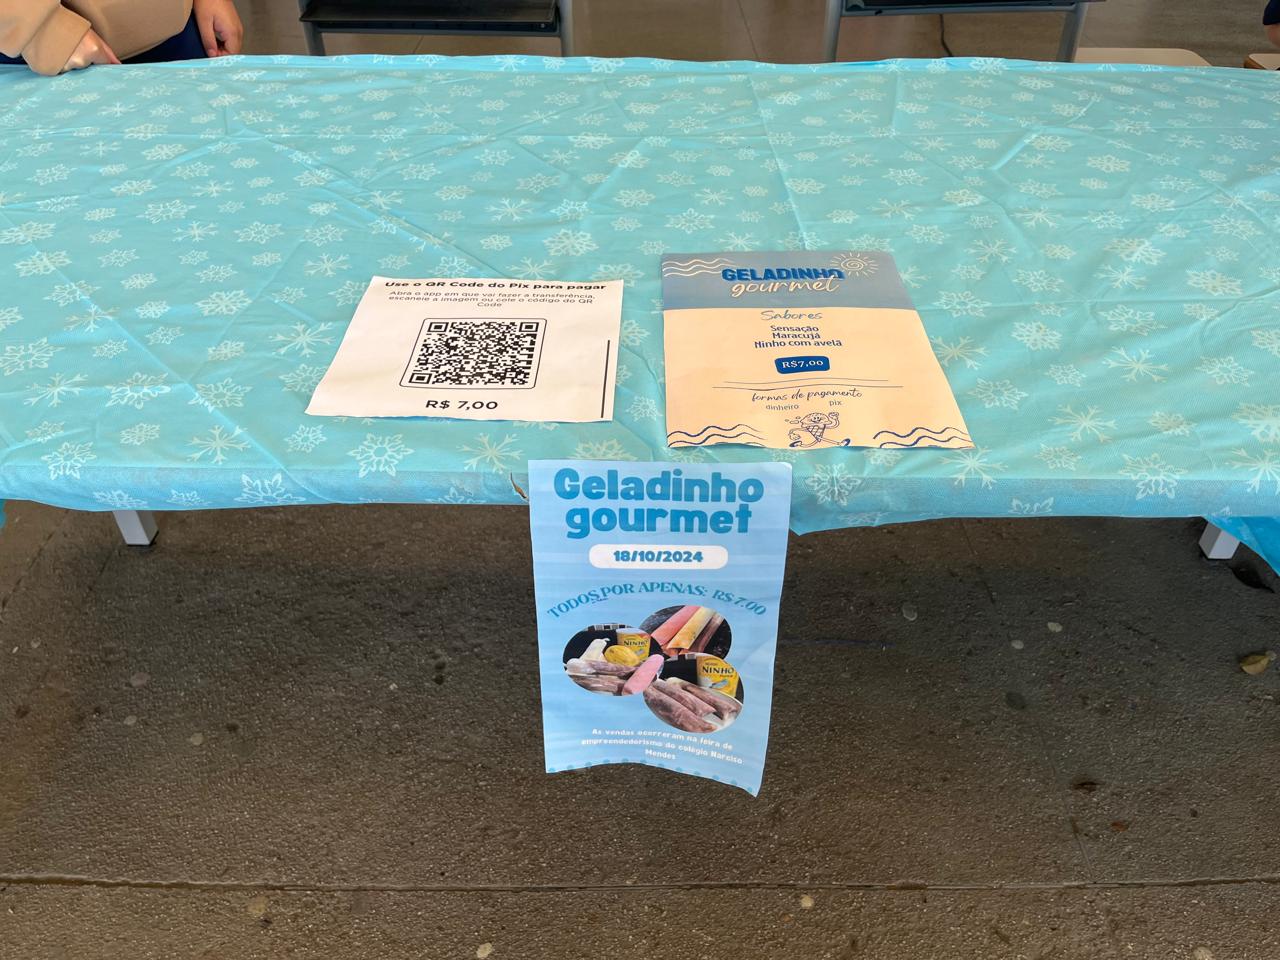 Use o QR Code do Pix para pagar
Abra o app em que vai fazer a transferência,
escaneie a imagem ou cole o código do QR
Code
R$ 7,00
GELADINHO
gourmet
Sabores
Sensação
Maracujá
Ninho com avelã
R$7,00
formas de pagamento
dinheiro pix
Geladinho
gourmet
18/10/2024
TODOS POR APENAS: R$ 7.00
NINHO
NINHO
As vendas ocorreram na feira de
empreendedorismo do colégio Narciso
Mendes